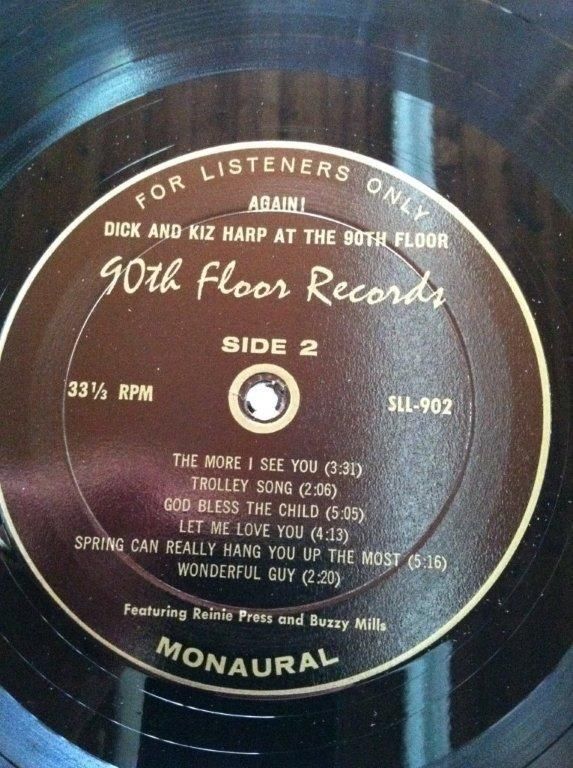 FOR LISTENERS ONLY
AGAIN!
DICK AND KIZ HARP AT THE 90TH FLOOR
90th Floor Records
SIDE 2
33 1/3 RPM
SLL-902
THE MORE I SEE YOU (3:31)
TROLLEY SONG (2:06)
GOD BLESS THE CHILD (5:05)
LET ME LOVE YOU (4:13)
SPRING CAN REALLY HANG YOU UP THE MOST (5:16)
WONDERFUL GUY (2:20)
Featuring Reinie Press and Buzzy Mills
MONAURAL